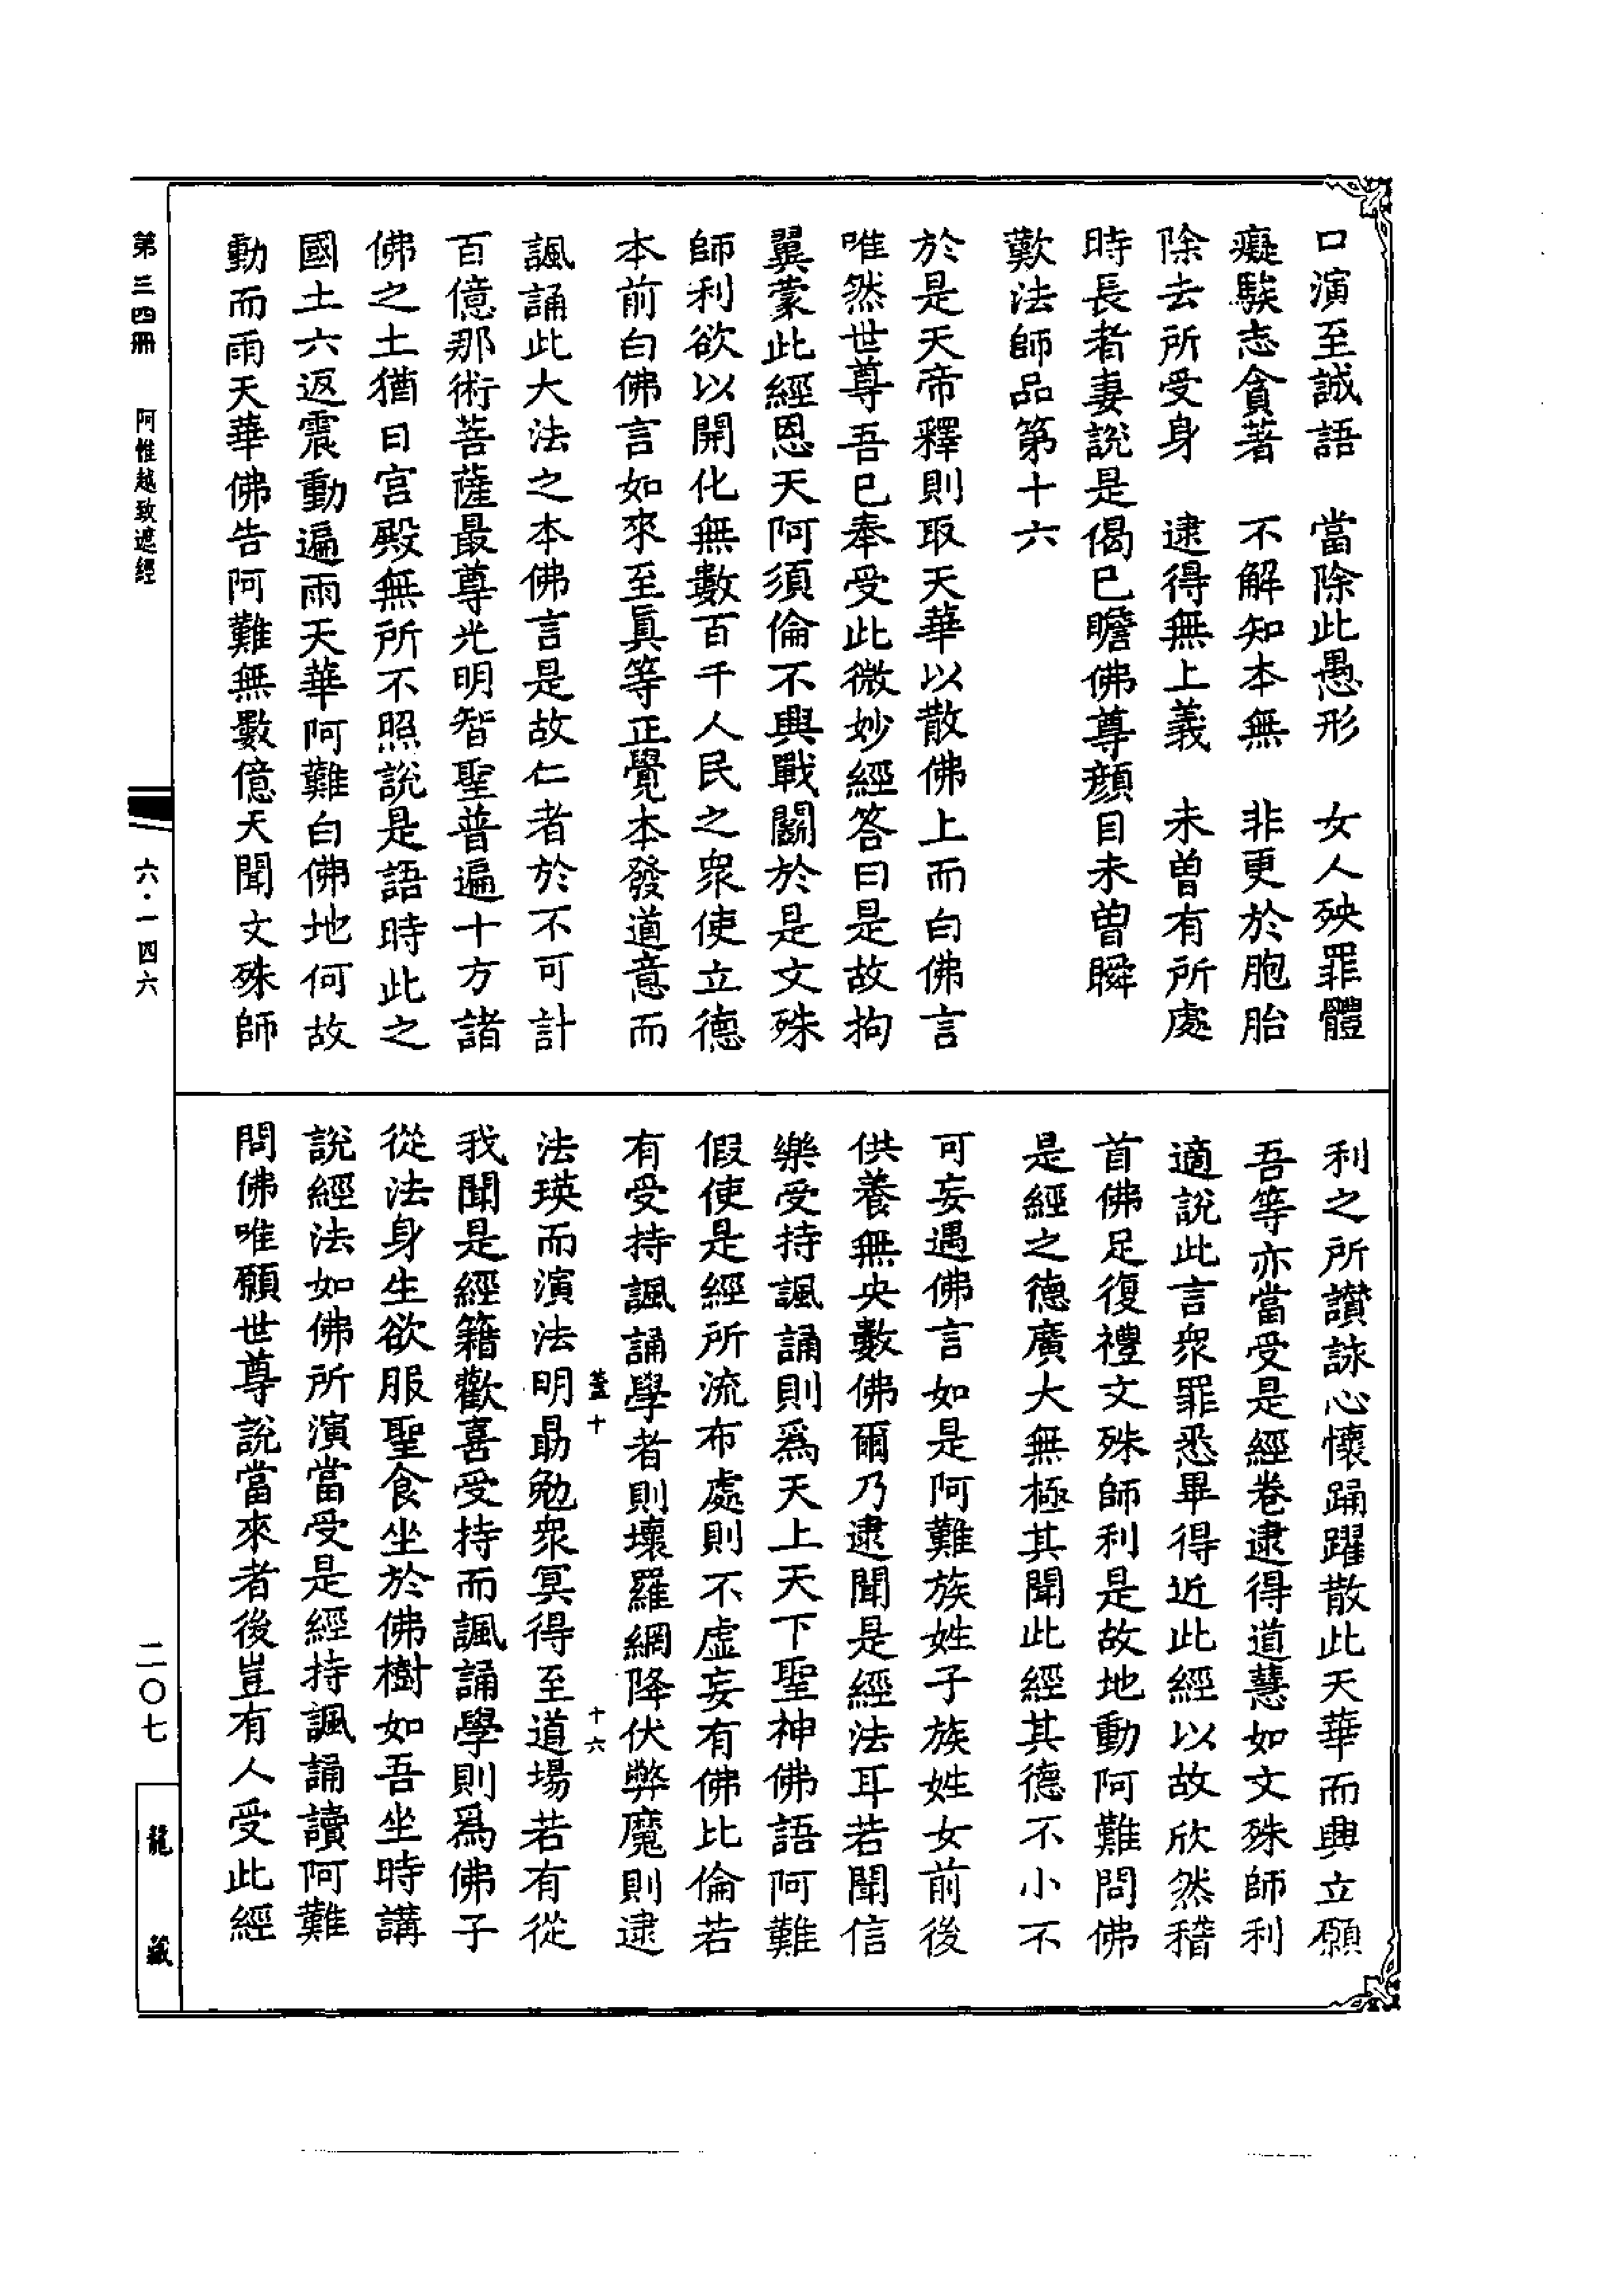 口演至誠語　當除此愚形　女人殃罪體
癡騃志貪著　不解知本無　非更於胞胎
除去所受身　逮得無上義　未曾有所處
時長者妻說是偈已瞻佛尊顏目未曾瞬
歎法師品第十六
於是天帝釋則取天華以散佛上而白佛言
唯然世尊吾已奉受此微妙經答曰是故拘
翼蒙此經恩天阿須倫不興戰鬭於是文殊
師利欲以開化無數百千人民之眾使立德
本前白佛言如來至眞等正覺本發道意而
諷誦此大法之本佛言是故仁者於不可計
百億那術菩薩最尊光明智聖普遍十方諸
佛之土猶日宮殿無所不照說是語時此之
國土六返震動遍雨天華阿難白佛地何故
動而雨天華佛告阿難無數億天聞文殊師
利之所讚詠心懷踊躍散此天華而興立願
吾等亦當受是經卷逮得道慧如文殊師利
適說此言眾罪悉畢得近此經以故欣然稽
首佛足復禮文殊師利是故地動阿難問佛
是經之德廣大無極其聞此經其德不小不
可妄遇佛言如是阿難族姓子族姓女前後
供養無央數佛爾乃逮聞是經法耳若聞信
樂受持諷誦則爲天上天下聖神佛語阿難
假使是經所流布處則不虛妄有佛比倫若
有受持諷誦學者則壞羅網降伏弊魔則逮
蓋十　十六
法瑛而演法明勗勉眾冥得至道場若有從
我聞是經籍歡喜受持而諷誦學則爲佛子
從法身生欲服聖食坐於佛樹如吾坐時講
說經法如佛所演當受是經持諷誦讀阿難
問佛唯願世尊說當來者後豈有人受此經
第三四冊　阿惟越致遮經　六·一四六　二〇七　龍藏